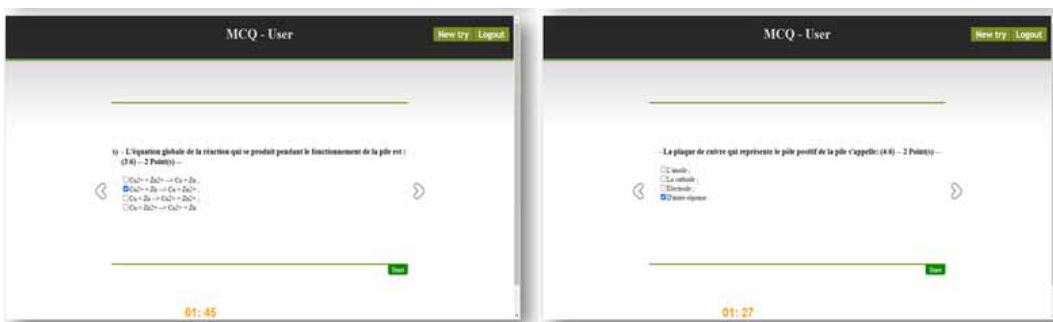 MCQ - User
New try Logout
- L'équation globale de la réaction qui se produit pendant le fonctionnement de la pile est :
(3/6) -- 2 Point(s) --
Cu2+ + Zn2+ --> Cu + Zn ;
Cu2+ + Zn --> Cu + Zn2+ ;
Cu + Zn --> Cu2+ + Zn2+ ;
Cu + Zn2+ --> Cu2+ + Zn
01: 45
MCQ - User
New try Logout
- La plaque de cuivre qui représente le pôle positif de la pile s'appelle: (4/6) -- 2 Point(s) --
L'anode ;
La cathode ;
Electrode ;
D'autre réponse
01: 27